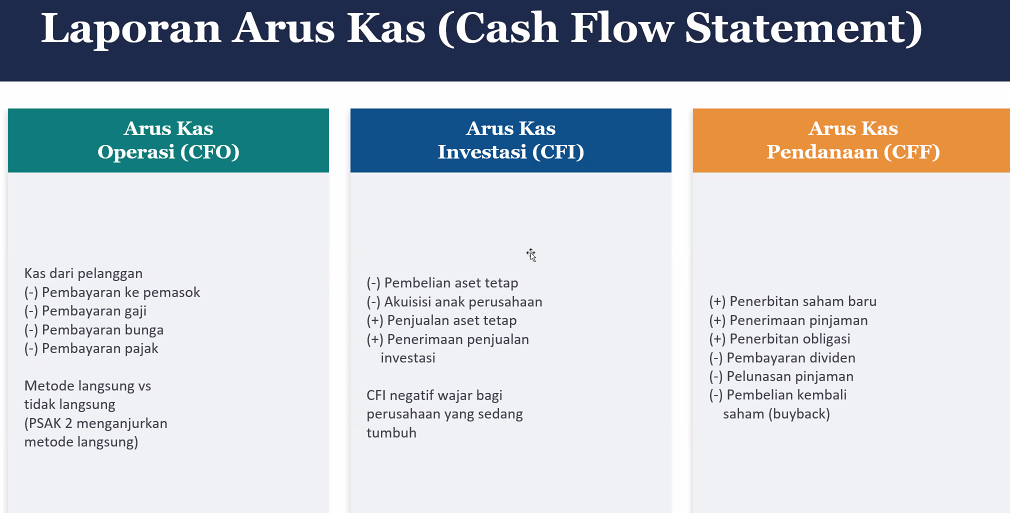 Laporan Arus Kas (Cash Flow Statement)
Arus Kas
Operasi (CFO)
Kas dari pelanggan
(-) Pembayaran ke pemasok
(-) Pembayaran gaji
(-) Pembayaran bunga
(-) Pembayaran pajak
Metode langsung vs
tidak langsung
(PSAK 2 menganjurkan
metode langsung)
Arus Kas
Investasi (CFI)
(-) Pembelian aset tetap
(-) Akuisisi anak perusahaan
(+) Penjualan aset tetap
(+) Penerimaan penjualan
investasi
CFI negatif wajar bagi
perusahaan yang sedang
tumbuh
Arus Kas
Pendanaan (CFF)
(+) Penerbitan saham baru
(+) Penerimaan pinjaman
(+) Penerbitan obligasi
(-) Pembayaran dividen
(-) Pelunasan pinjaman
(-) Pembelian kembali
saham (buyback)